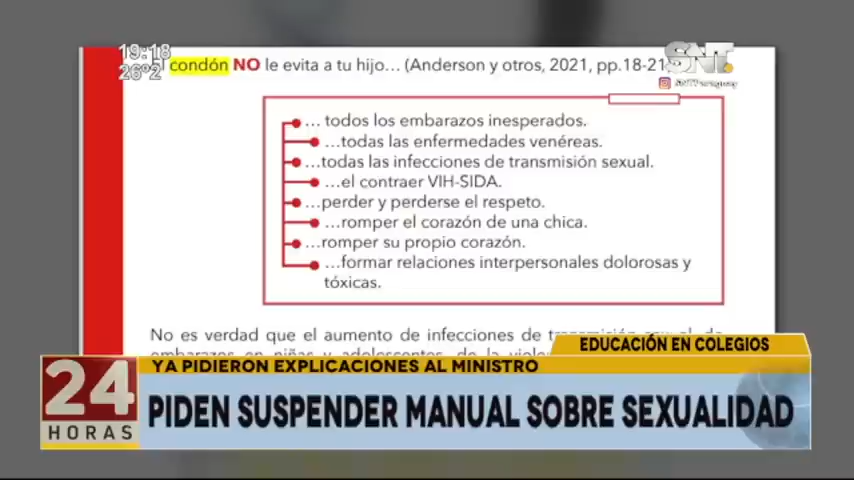 19:18
26º2
SNT
SNTParaguay
condón NO le evita a tu hijo... (Anderson y otros, 2021, pp.18-21
... todos los embarazos inesperados.
...todas las enfermedades venéreas.
...todas las infecciones de transmisión sexual.
...el contraer VIH-SIDA.
...perder y perderse el respeto.
...romper el corazón de una chica.
...romper su propio corazón.
...formar relaciones interpersonales dolorosas y
tóxicas.
No es verdad que el aumento de infecciones de
EDUCACIÓN EN COLEGIOS
YA PIDIERON EXPLICACIONES AL MINISTRO
24
HORAS
PIDEN SUSPENDER MANUAL SOBRE SEXUALIDAD